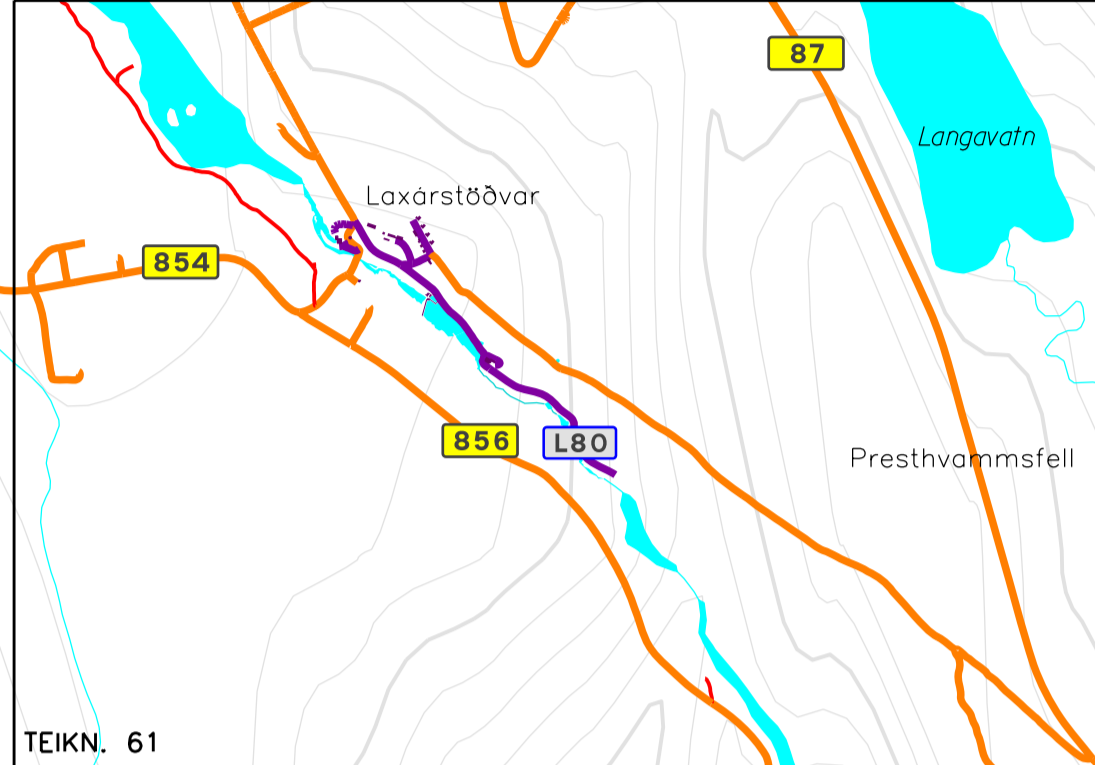 87
Langavatn
Laxárstöðvar
854
856
L80
Presthvammsfell
TEIKN. 61